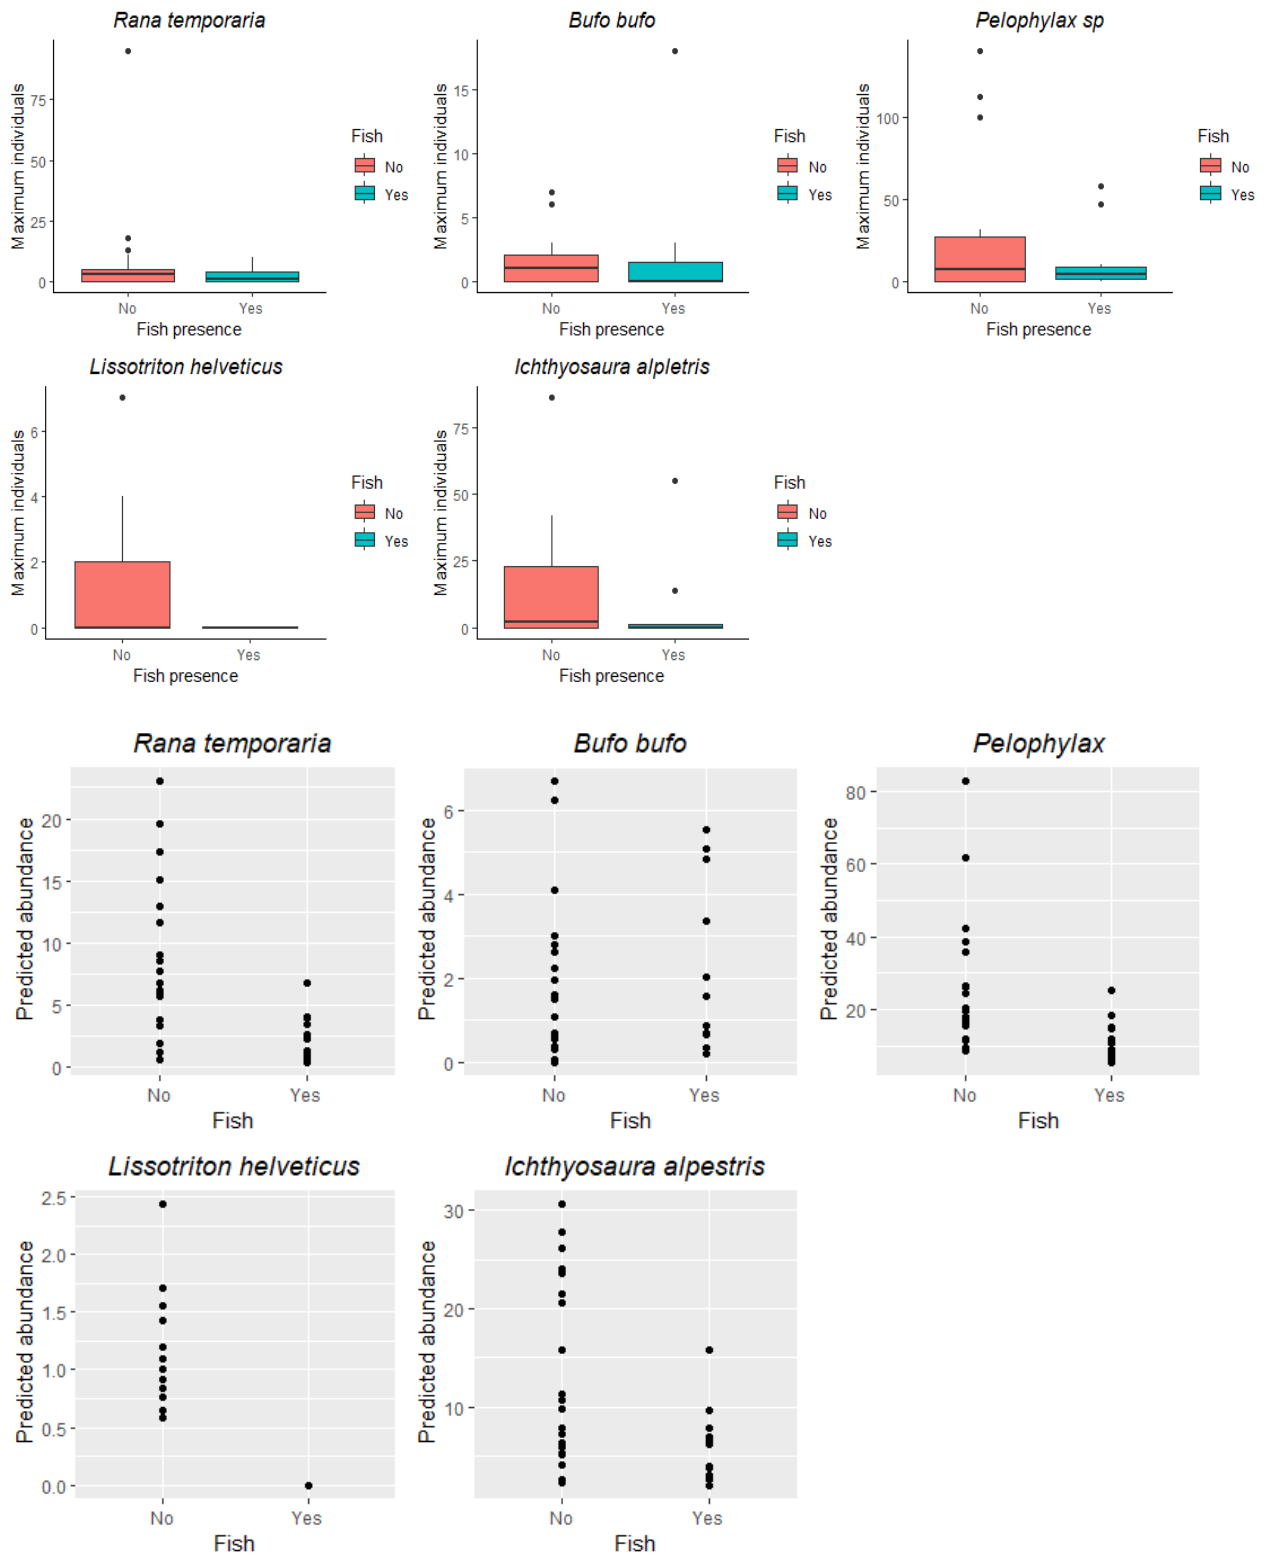 Rana temporaria
Maximum individuals
75
50
25
0
No
Yes
Fish presence
Fish
No
Yes
Bufo bufo
Maximum individuals
15
10
5
0
No
Yes
Fish presence
Fish
No
Yes
Pelophylax sp
Maximum individuals
100
50
0
No
Yes
Fish presence
Fish
No
Yes
Lissotriton helveticus
Maximum individuals
6
4
2
0
No
Yes
Fish presence
Fish
No
Yes
Ichthyosaura alpletris
Maximum individuals
75
50
25
0
No
Yes
Fish presence
Fish
No
Yes
Rana temporaria
Predicted abundance
20
15
10
5
0
No
Yes
Fish
Bufo bufo
Predicted abundance
6
4
2
0
No
Yes
Fish
Pelophylax
Predicted abundance
80
60
40
20
No
Yes
Fish
Lissotriton helveticus
Predicted abundance
2.5
2.0
1.5
1.0
0.5
0.0
No
Yes
Fish
Ichthyosaura alpestris
Predicted abundance
30
20
10
No
Yes
Fish